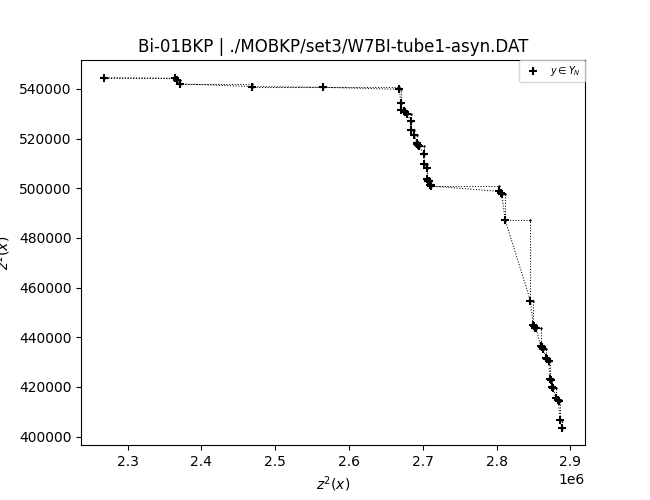 Bi-01BKP | ./MOBKP/set3/W7BI-tube1-asyn.DAT
y ∈ Y_N
540000
520000
500000
480000
460000
440000
420000
400000
2.3 2.4 2.5 2.6 2.7 2.8 2.9
1e6
z²(x)